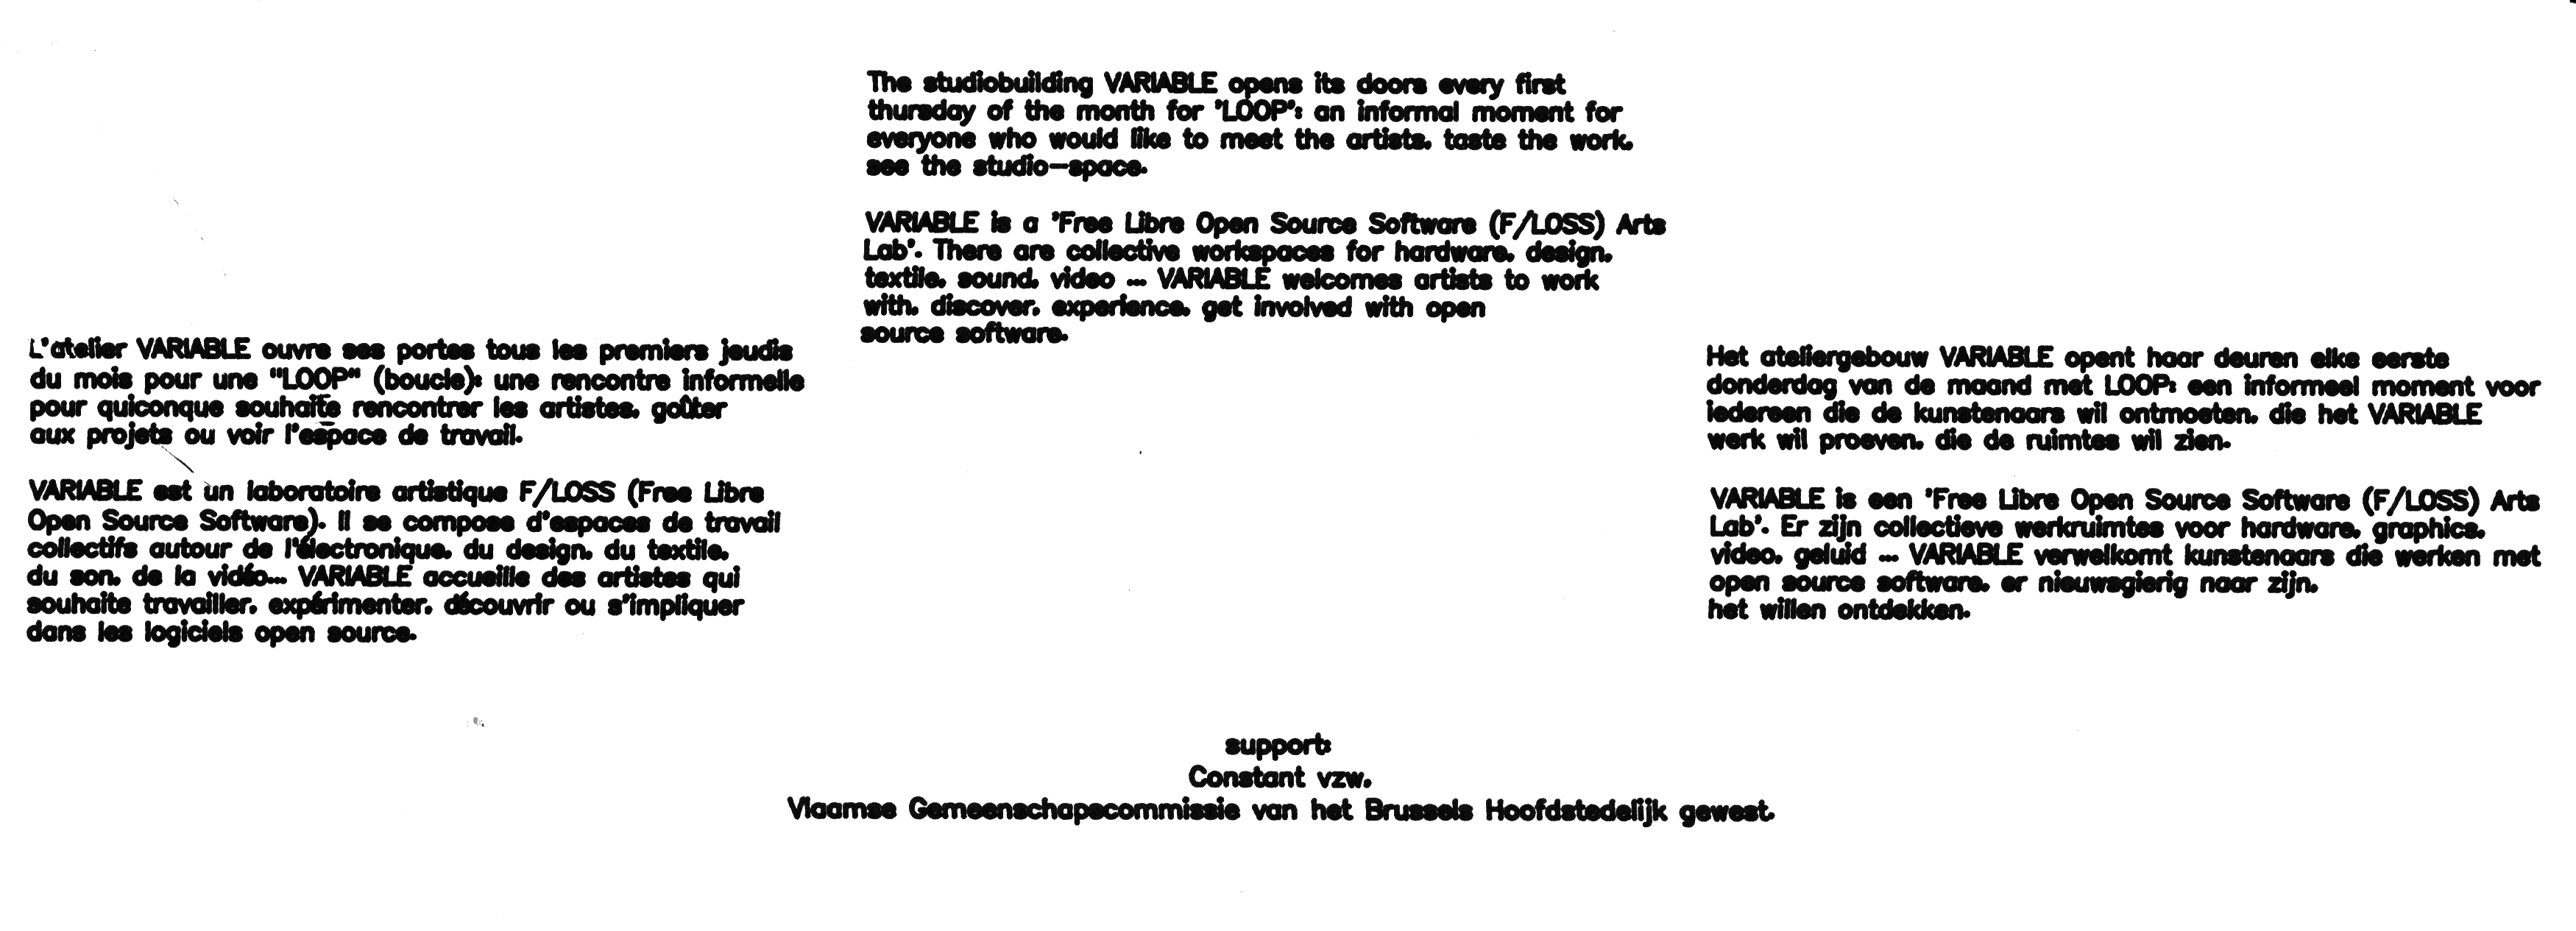 The studiobuilding VARIABLE opens its doors every first
thursday of the month for 'LOOP': an informal moment for
everyone who would like to meet the artists, taste the work,
see the studio-space.
VARIABLE is a 'Free Libre Open Source Software (F/LOSS) Arts
Lab'. There are collective workspaces for hardware, design,
textile, sound, video ... VARIABLE welcomes artists to work
with, discover, experience, get involved with open
source software.
L'atelier VARIABLE ouvre ses portes tous les premiers jeudis
du mois pour une "LOOP" (boucle): une rencontre informelle
pour quiconque souhaite rencontrer les artistes, goûter
aux projets ou voir l'espace de travail.
VARIABLE est un laboratoire artistique F/LOSS (Free Libre
Open Source Software). Il se compose d'espaces de travail
collectifs autour de l'électronique, du design, du textile,
du son, de la vidéo... VARIABLE accueille des artistes qui
souhaite travailler, expérimenter, découvrir ou s'impliquer
dans les logiciels open source.
Het ateliergebouw VARIABLE opent haar deuren elke eerste
donderdag van de maand met LOOP: een informeel moment voor
iedereen die de kunstenaars wil ontmoeten, die het VARIABLE
werk wil proeven, die de ruimtes wil zien.
VARIABLE is een 'Free Libre Open Source Software (F/LOSS) Arts
Lab'. Er zijn collectieve werkruimtes voor hardware, graphics,
video, geluid ... VARIABLE verwelkomt kunstenaars die werken met
open source software, er nieuwsgierig naar zijn,
het willen ontdekken.
support:
Constant vzw,
Vlaamse Gemeenschapscommissie van het Brussels Hoofdstedelijk gewest.